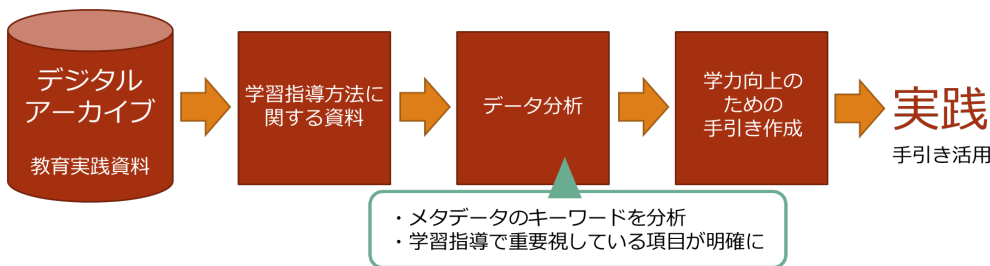 デジタル
アーカイブ
教育実践資料
学習指導方法に
関する資料
データ分析
学力向上の
ための
手引き作成
実践
手引き活用
・メタデータのキーワードを分析
・学習指導で重要視している項目が明確に